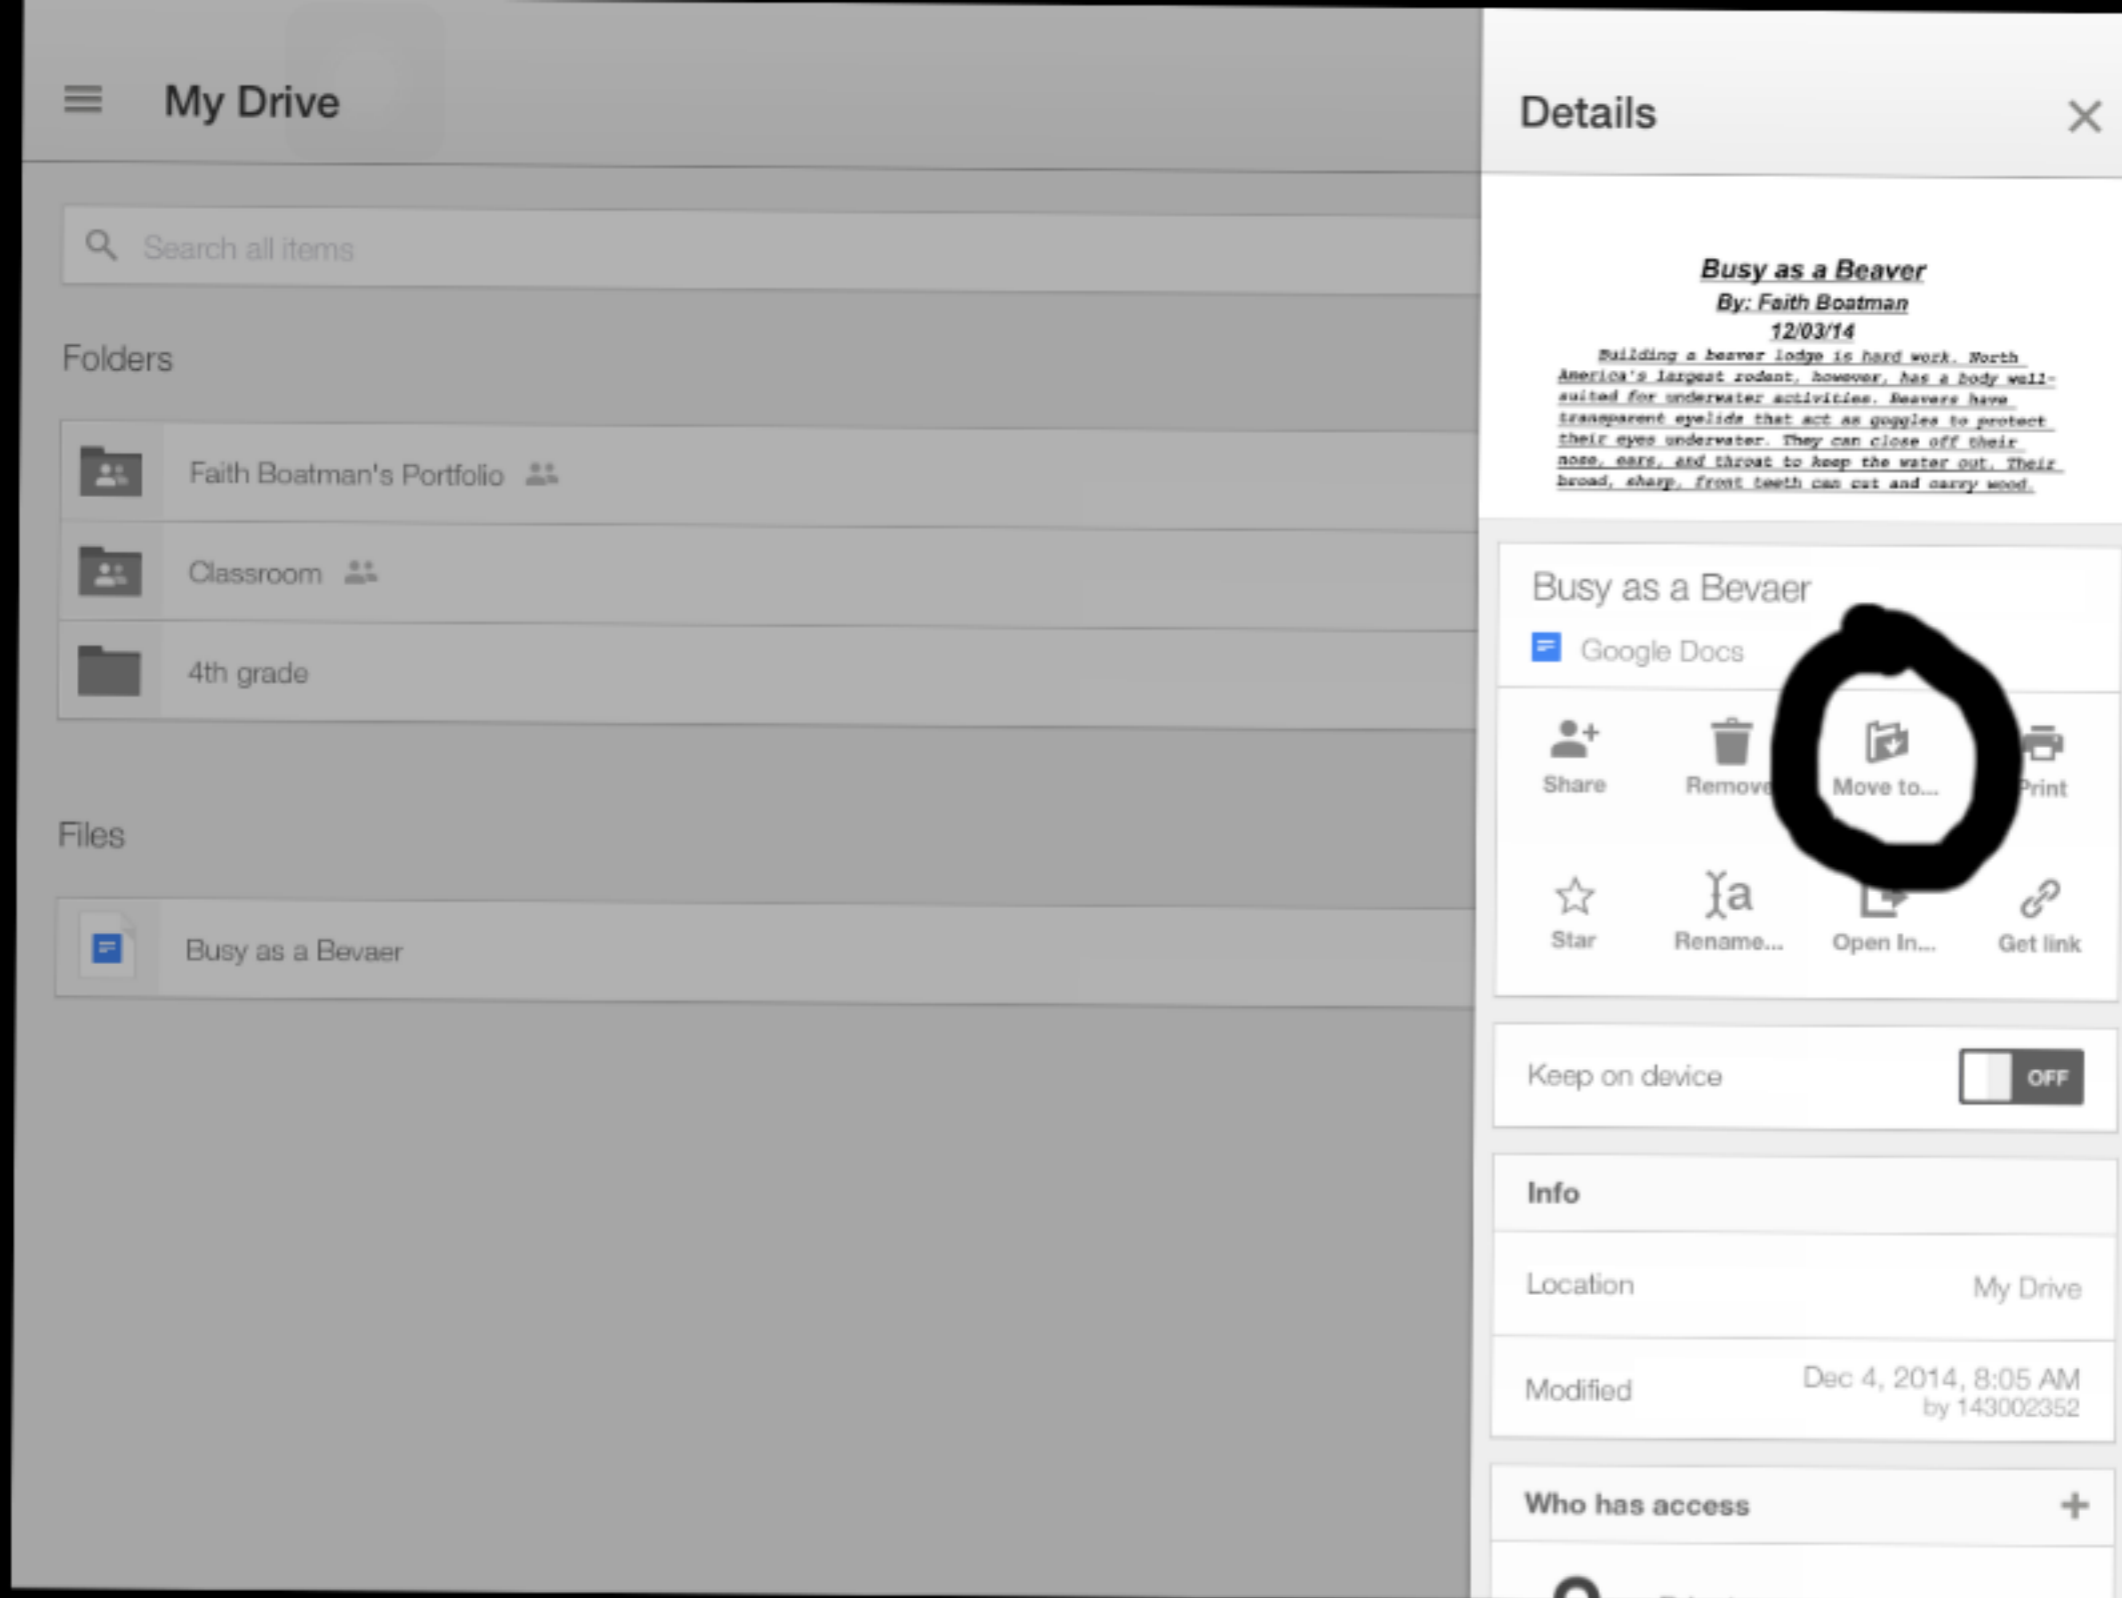 My Drive
Search all items
Folders
Faith Boatman's Portfolio
Classroom
4th grade
Files
Busy as a Bevaer
Details
Busy as a Beaver
By: Faith Boatman
12/03/14
Building a beaver lodge is hard work. North
America's largest rodent, however, has a body well-
suited for underwater activities. Beavers have
transparent eyelids that act as goggles to protect
their eyes underwater. They can close off their
nose, ears, and throat to keep the water out. Their
broad, sharp, front teeth can cut and carry wood.
Busy as a Bevaer
Google Docs
Share Remove Move to... Print
Star Rename... Open In... Get link
Keep on device OFF
Info
Location My Drive
Modified Dec 4, 2014, 8:05 AM
by 143002352
Who has access +